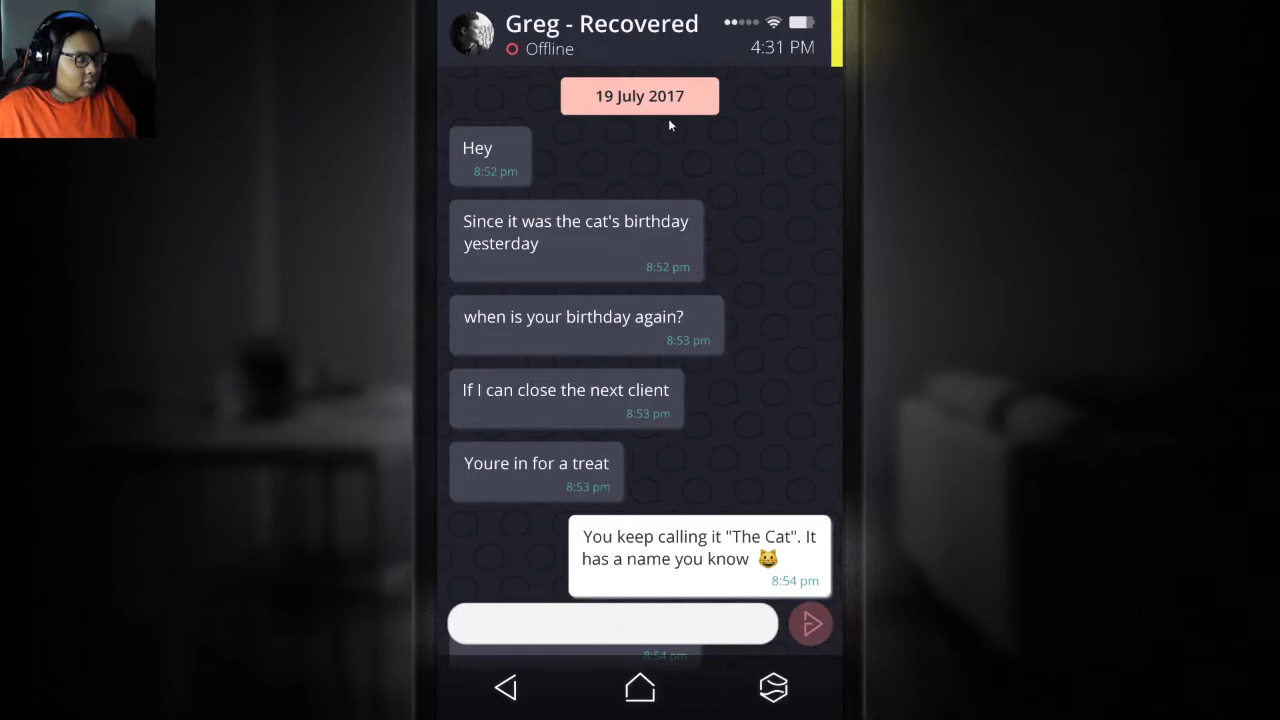 Greg - Recovered
Offline
4:31 PM
19 July 2017
Hey
8:52 pm
Since it was the cat's birthday
yesterday
8:52 pm
when is your birthday again?
8:53 pm
If I can close the next client
8:53 pm
Youre in for a treat
8:53 pm
You keep calling it "The Cat". It
has a name you know 😺
8:54 pm
8:54 pm